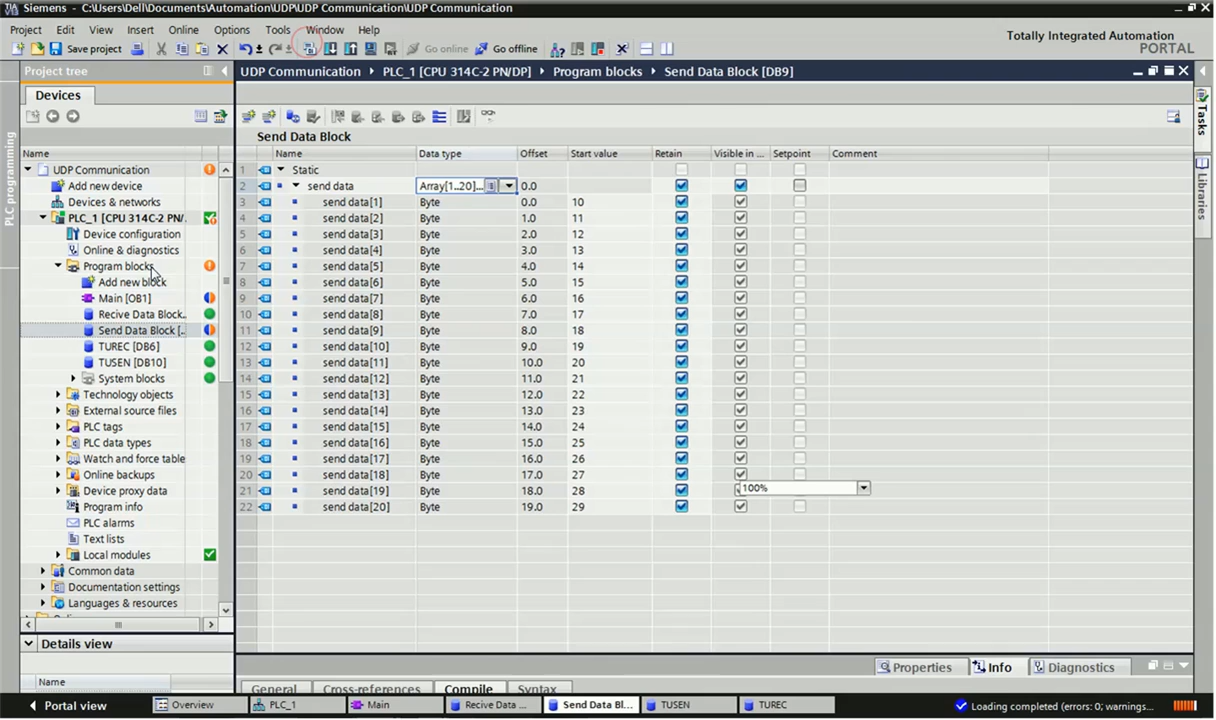 Siemens - C:\Users\Dell\Documents\Automation\UDP\UDP Communication\UDP Communication
Project Edit View Insert Online Options Tools Window Help
Totally Integrated Automation
PORTAL
Save project Go online Go offline
Project tree
UDP Communication PLC_1 [CPU 314C-2 PN/DP] Program blocks Send Data Block [DB9]
Devices
Tasks
Libraries
PLC programming
Send Data Block
Name
Name Data type Offset Start value Retain Visible in ... Setpoint Comment
UDP Communication
Add new device
Devices & networks
PLC_1 [CPU 314C-2 PN/
Device configuration
Online & diagnostics
Program blocks
Add new block
Main [OB1]
Recive Data Block..
Send Data Block [..
TUREC [DB6]
TUSEN [DB10]
System blocks
Technology objects
External source files
PLC tags
PLC data types
Watch and force table
Online backups
Device proxy data
Program info
PLC alarms
Text lists
Local modules
Common data
Documentation settings
Languages & resources
1 Static
2 send data Array[1..20]... 0.0
3 send data[1] Byte 0.0 10
4 send data[2] Byte 1.0 11
5 send data[3] Byte 2.0 12
6 send data[4] Byte 3.0 13
7 send data[5] Byte 4.0 14
8 send data[6] Byte 5.0 15
9 send data[7] Byte 6.0 16
10 send data[8] Byte 7.0 17
11 send data[9] Byte 8.0 18
12 send data[10] Byte 9.0 19
13 send data[11] Byte 10.0 20
14 send data[12] Byte 11.0 21
15 send data[13] Byte 12.0 22
16 send data[14] Byte 13.0 23
17 send data[15] Byte 14.0 24
18 send data[16] Byte 15.0 25
19 send data[17] Byte 16.0 26
20 send data[18] Byte 17.0 27
21 send data[19] Byte 18.0 28
22 send data[20] Byte 19.0 29
100%
Details view
Name
Properties Info Diagnostics
General Cross-references Compile Syntax
Portal view Overview PLC_1 Main Recive Data ... Send Data Bl... TUSEN TUREC Loading completed (errors: 0; warnings...